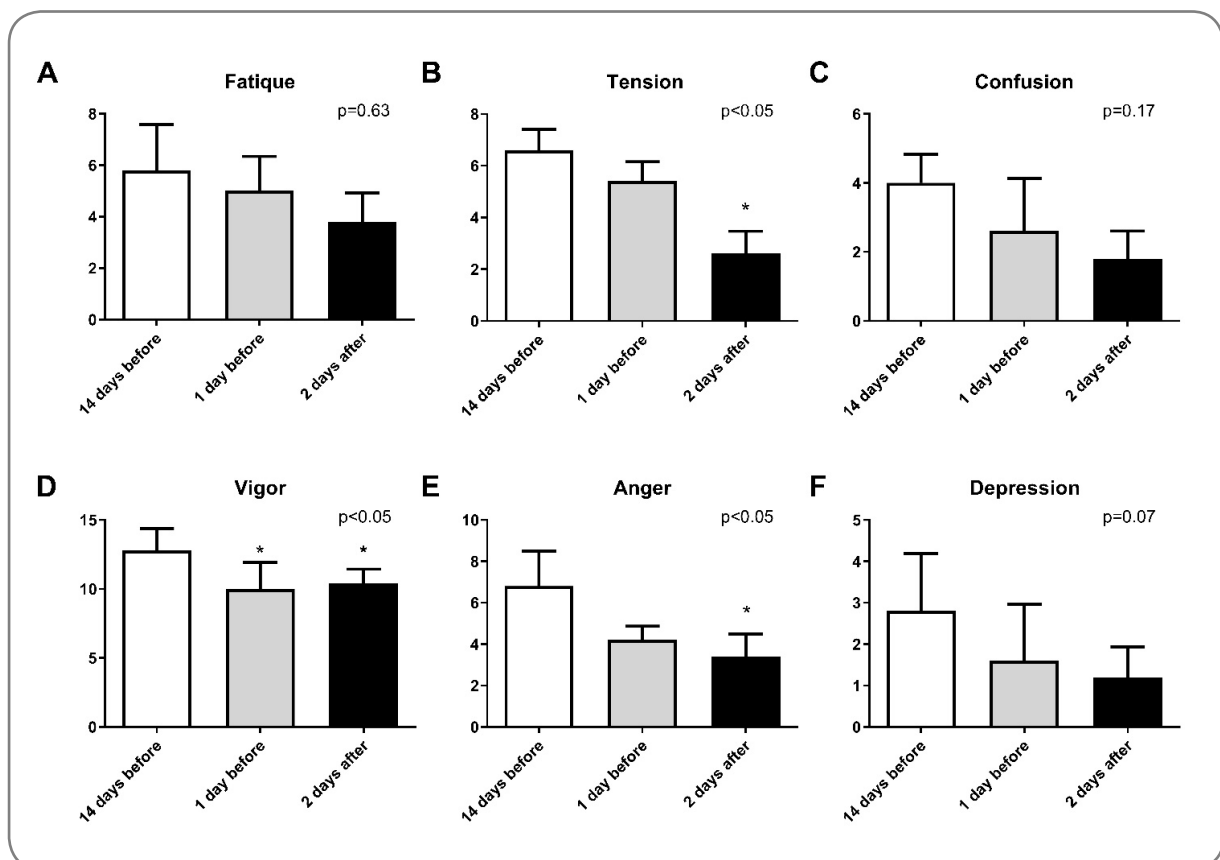 A
Fatique
p=0.63
8
6
4
2
0
14 days before
1 day before
2 days after
B
Tension
p<0.05
8
6
4
2
0
*
14 days before
1 day before
2 days after
C
Confusion
p=0.17
6
4
2
0
14 days before
1 day before
2 days after
D
Vigor
p<0.05
15
10
5
0
* *
14 days before
1 day before
2 days after
E
Anger
p<0.05
10
8
6
4
2
0
*
14 days before
1 day before
2 days after
F
Depression
p=0.07
5
4
3
2
1
0
14 days before
1 day before
2 days after